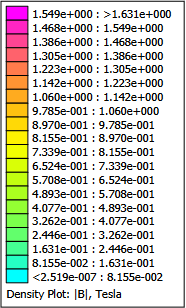 1.549e+000 : >1.631e+000
1.468e+000 : 1.549e+000
1.386e+000 : 1.468e+000
1.305e+000 : 1.386e+000
1.223e+000 : 1.305e+000
1.142e+000 : 1.223e+000
1.060e+000 : 1.142e+000
9.785e-001 : 1.060e+000
8.970e-001 : 9.785e-001
8.155e-001 : 8.970e-001
7.339e-001 : 8.155e-001
6.524e-001 : 7.339e-001
5.708e-001 : 6.524e-001
4.893e-001 : 5.708e-001
4.077e-001 : 4.893e-001
3.262e-001 : 4.077e-001
2.446e-001 : 3.262e-001
1.631e-001 : 2.446e-001
8.155e-002 : 1.631e-001
<2.519e-007 : 8.155e-002
Density Plot: |B|, Tesla